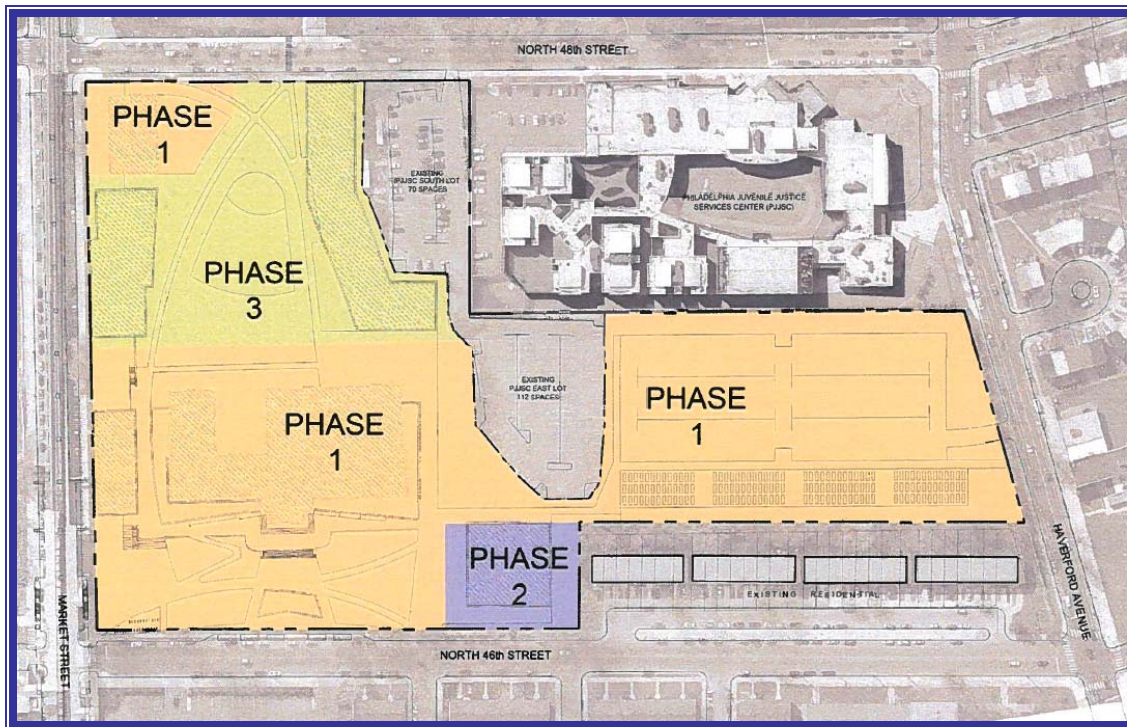 NORTH 48th STREET
PHASE
1
EXISTING
PJJSC SOUTH LOT
70 SPACES
PHILADELPHIA JUVENILE JUSTICE
SERVICES CENTER (PJJSC)
PHASE
3
EXISTING
PJJSC EAST LOT
112 SPACES
PHASE
1
PHASE
1
PHASE
2
EXISTING RESIDENTIAL
MARKET STREET
NORTH 46th STREET
HAVERFORD AVENUE